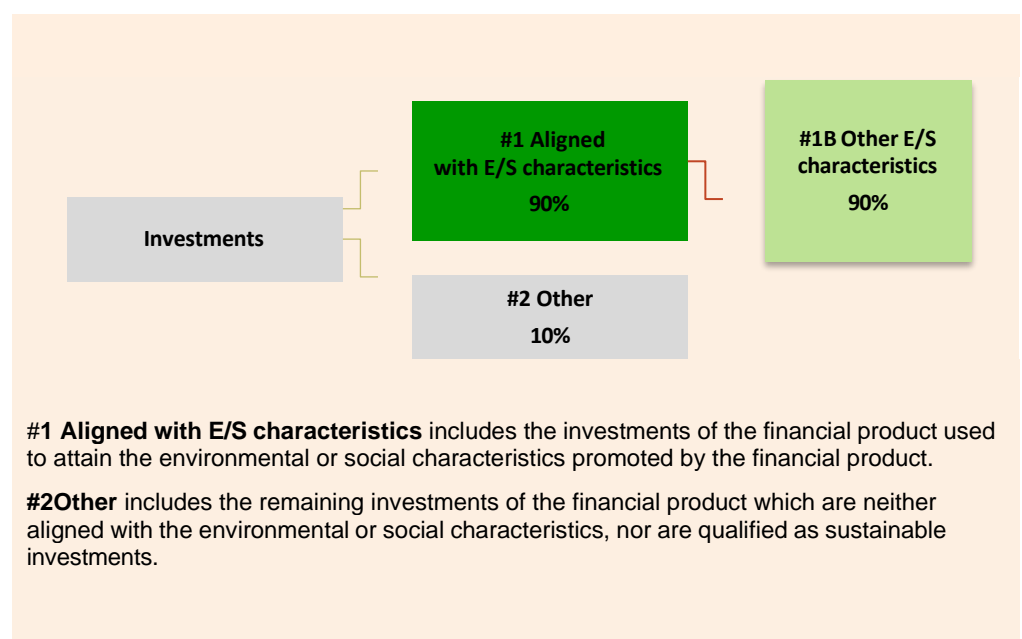 #1 Aligned
with E/S characteristics
90%
#1B Other E/S
characteristics
90%
Investments
#2 Other
10%
#1 Aligned with E/S characteristics includes the investments of the financial product used
to attain the environmental or social characteristics promoted by the financial product.
#2Other includes the remaining investments of the financial product which are neither
aligned with the environmental or social characteristics, nor are qualified as sustainable
investments.